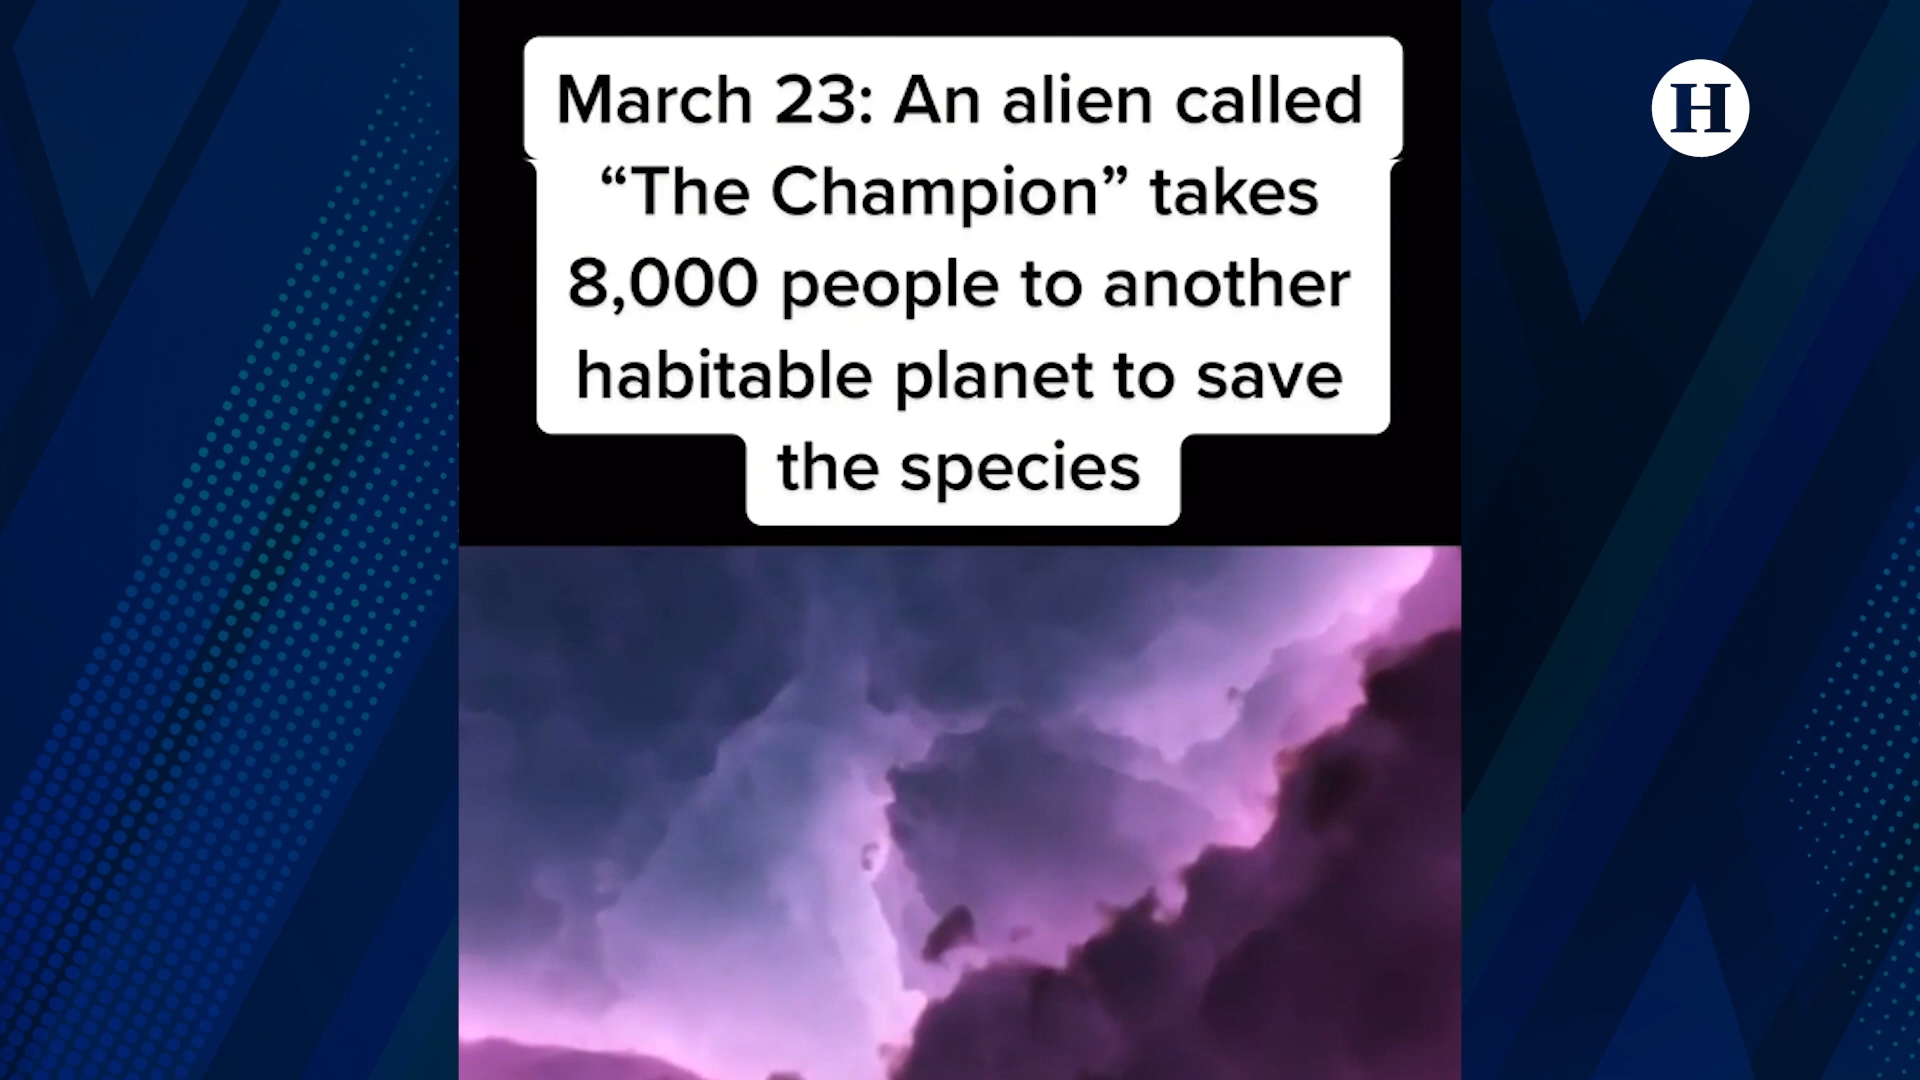 H
March 23: An alien called
“The Champion” takes
8,000 people to another
habitable planet to save
the species